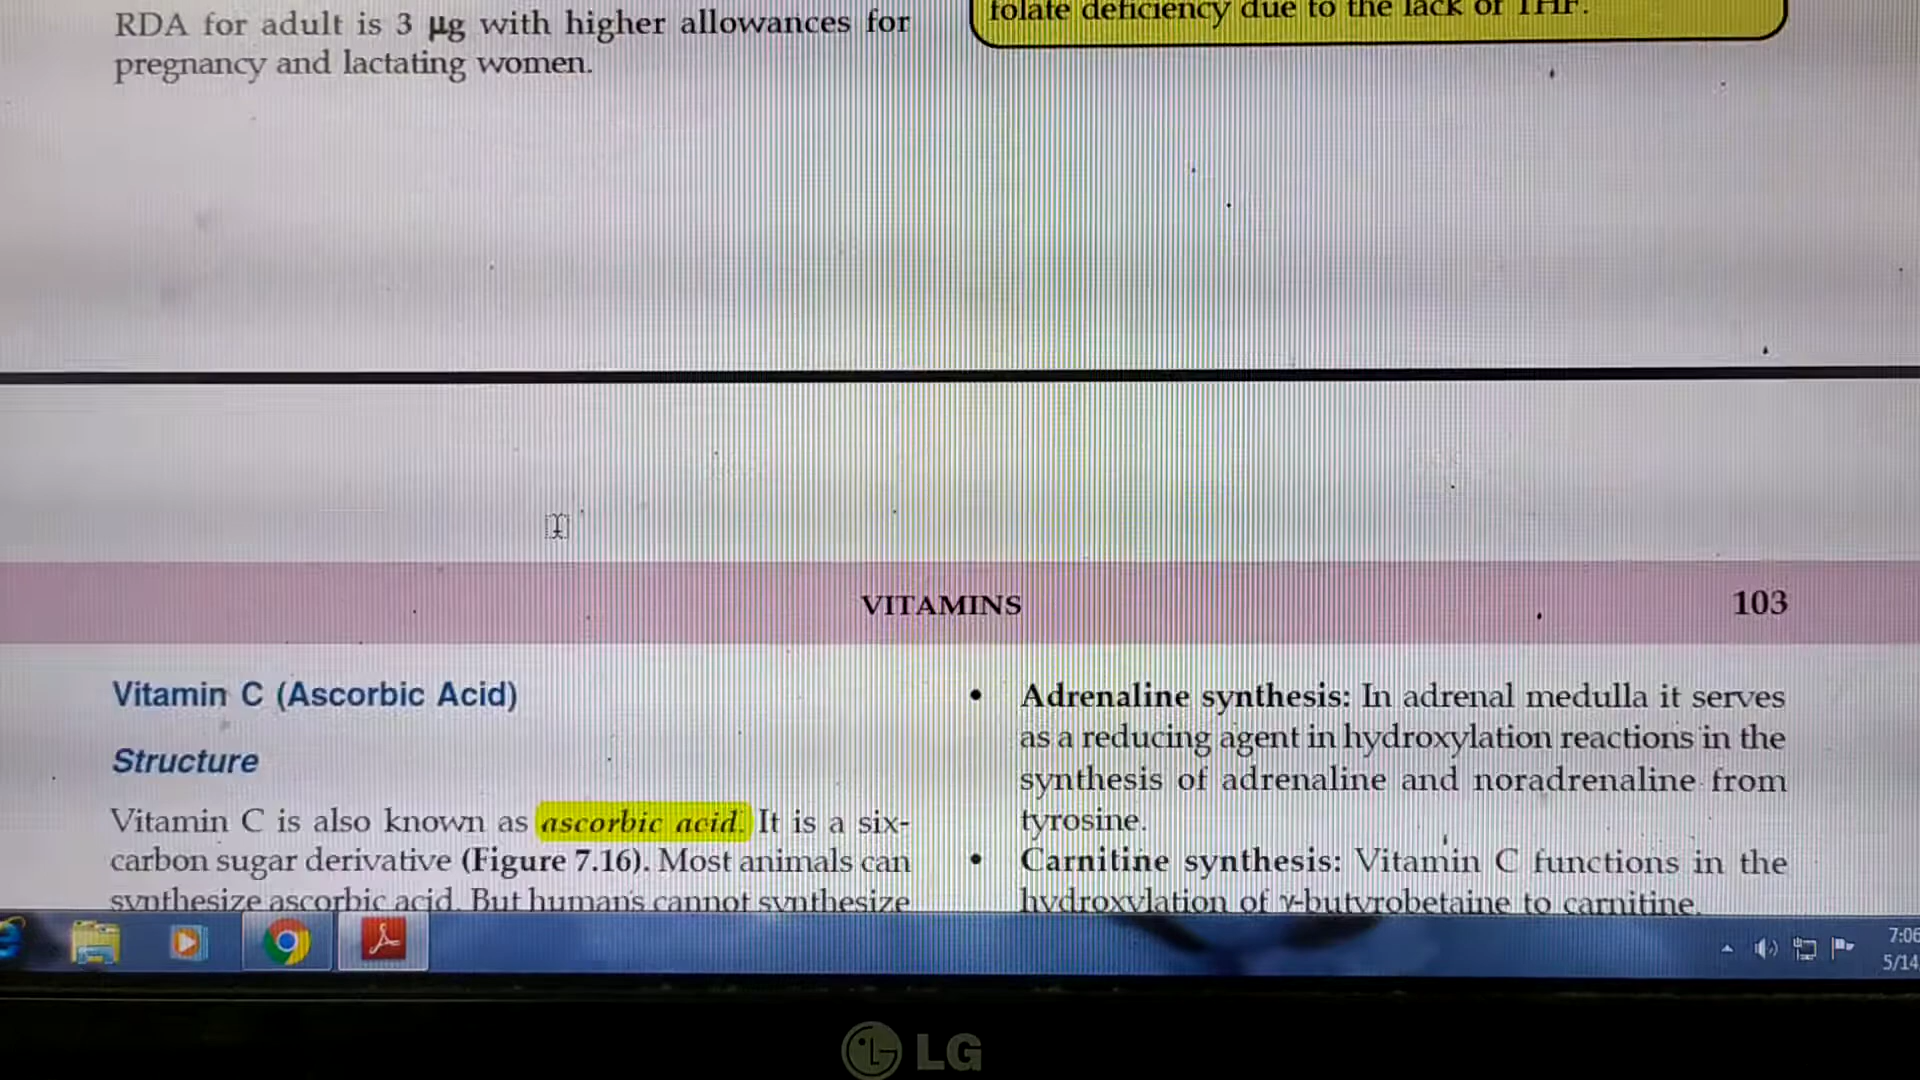 RDA for adult is 3 µg with higher allowances for
pregnancy and lactating women.
folate deficiency due to the lack of THF.
VITAMINS
103
Vitamin C (Ascorbic Acid)
Structure
Vitamin C is also known as ascorbic acid. It is a six-
carbon sugar derivative (Figure 7.16). Most animals can
synthesize ascorbic acid. But humans cannot synthesize
• Adrenaline synthesis: In adrenal medulla it serves
as a reducing agent in hydroxylation reactions in the
synthesis of adrenaline and noradrenaline from
tyrosine.
• Carnitine synthesis: Vitamin C functions in the
hydroxylation of γ-butyrobetaine to carnitine.
7:06
5/14
LG